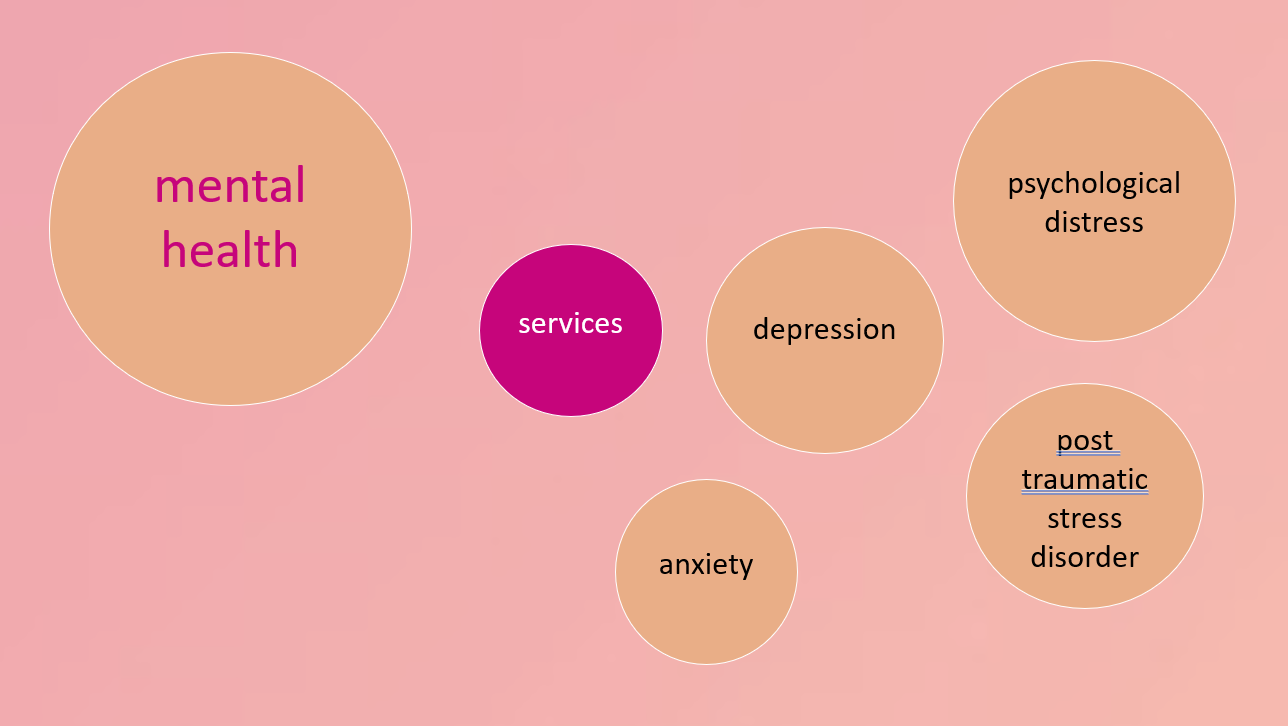 mental
health
services
depression
psychological
distress
anxiety
post
traumatic
stress
disorder